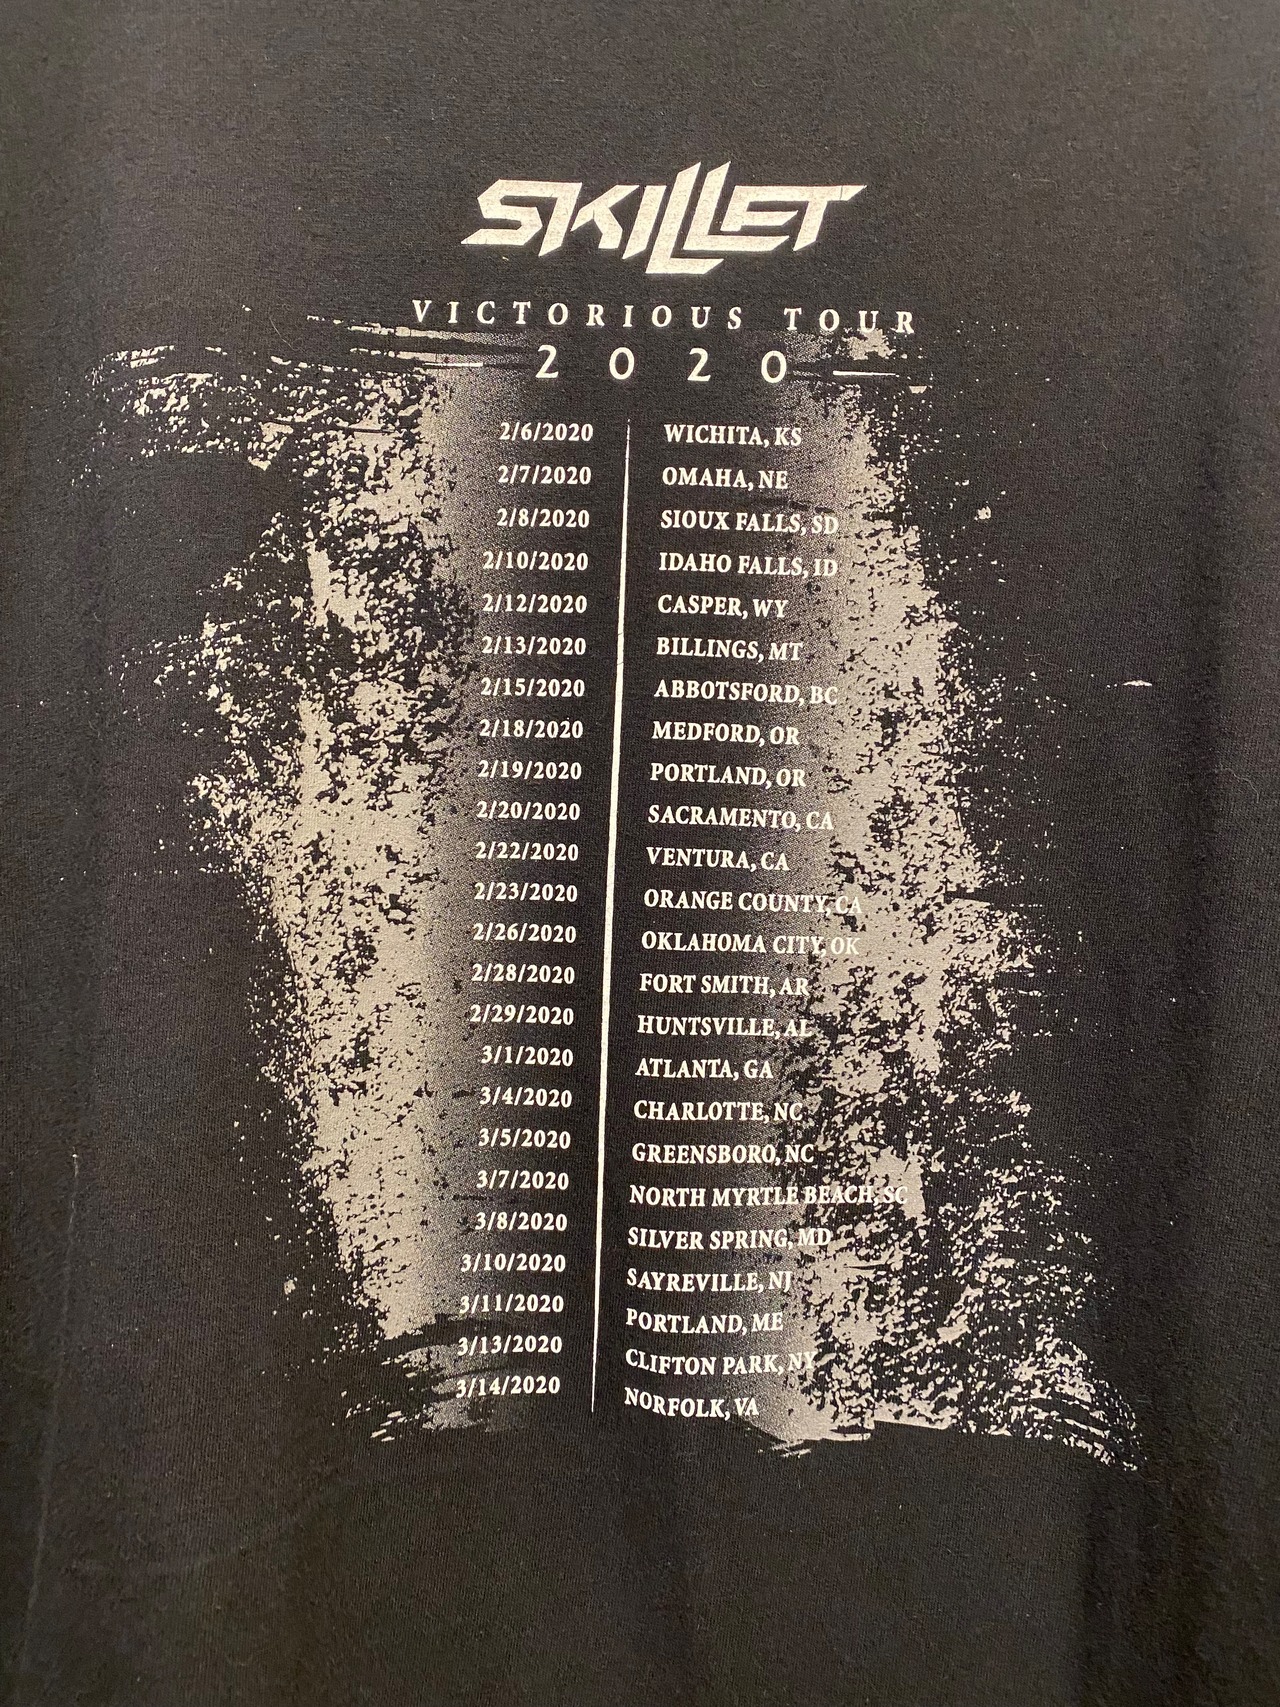 SKILLET
VICTORIOUS TOUR
2020
2/6/2020 WICHITA, KS
2/7/2020 OMAHA, NE
2/8/2020 SIOUX FALLS, SD
2/10/2020 IDAHO FALLS, ID
2/12/2020 CASPER, WY
2/13/2020 BILLINGS, MT
2/15/2020 ABBOTSFORD, BC
2/18/2020 MEDFORD, OR
2/19/2020 PORTLAND, OR
2/20/2020 SACRAMENTO, CA
2/22/2020 VENTURA, CA
2/23/2020 ORANGE COUNTY, CA
2/26/2020 OKLAHOMA CITY, OK
2/28/2020 FORT SMITH, AR
2/29/2020 HUNTSVILLE, AL
3/1/2020 ATLANTA, GA
3/4/2020 CHARLOTTE, NC
3/5/2020 GREENSBORO, NC
3/7/2020 NORTH MYRTLE BEACH, SC
3/8/2020 SILVER SPRING, MD
3/10/2020 SAYREVILLE, NJ
3/11/2020 PORTLAND, ME
3/13/2020 CLIFTON PARK, NY
3/14/2020 NORFOLK, VA